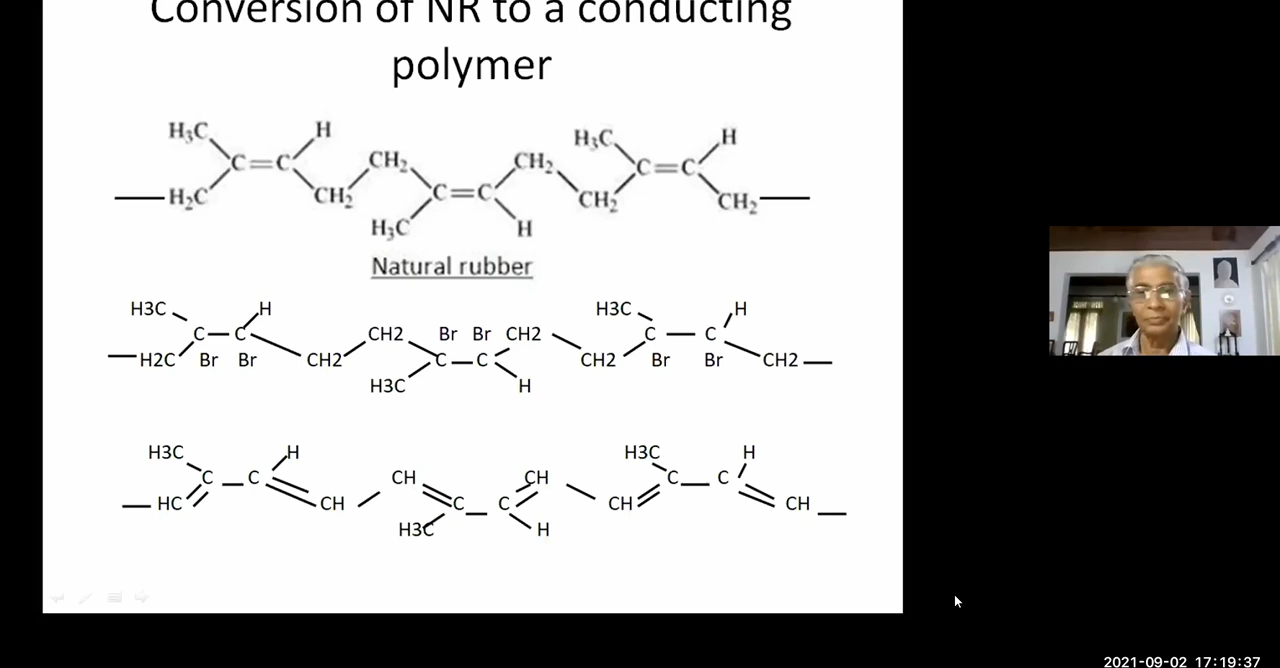 Conversion of NR to a conducting
polymer
H₃C H H₃C H
C=C CH₂ CH₂ C=C
H₂C CH₂ C=C CH₂ CH₂
H₃C H
Natural rubber
H3C H H3C H
C C CH2 Br Br CH2 C C
H2C Br Br CH2 C C CH2 Br Br CH2
H3C H
H3C H H3C H
C C CH CH C C
HC CH C C CH CH
H3C H
2021-09-02 17:19:37